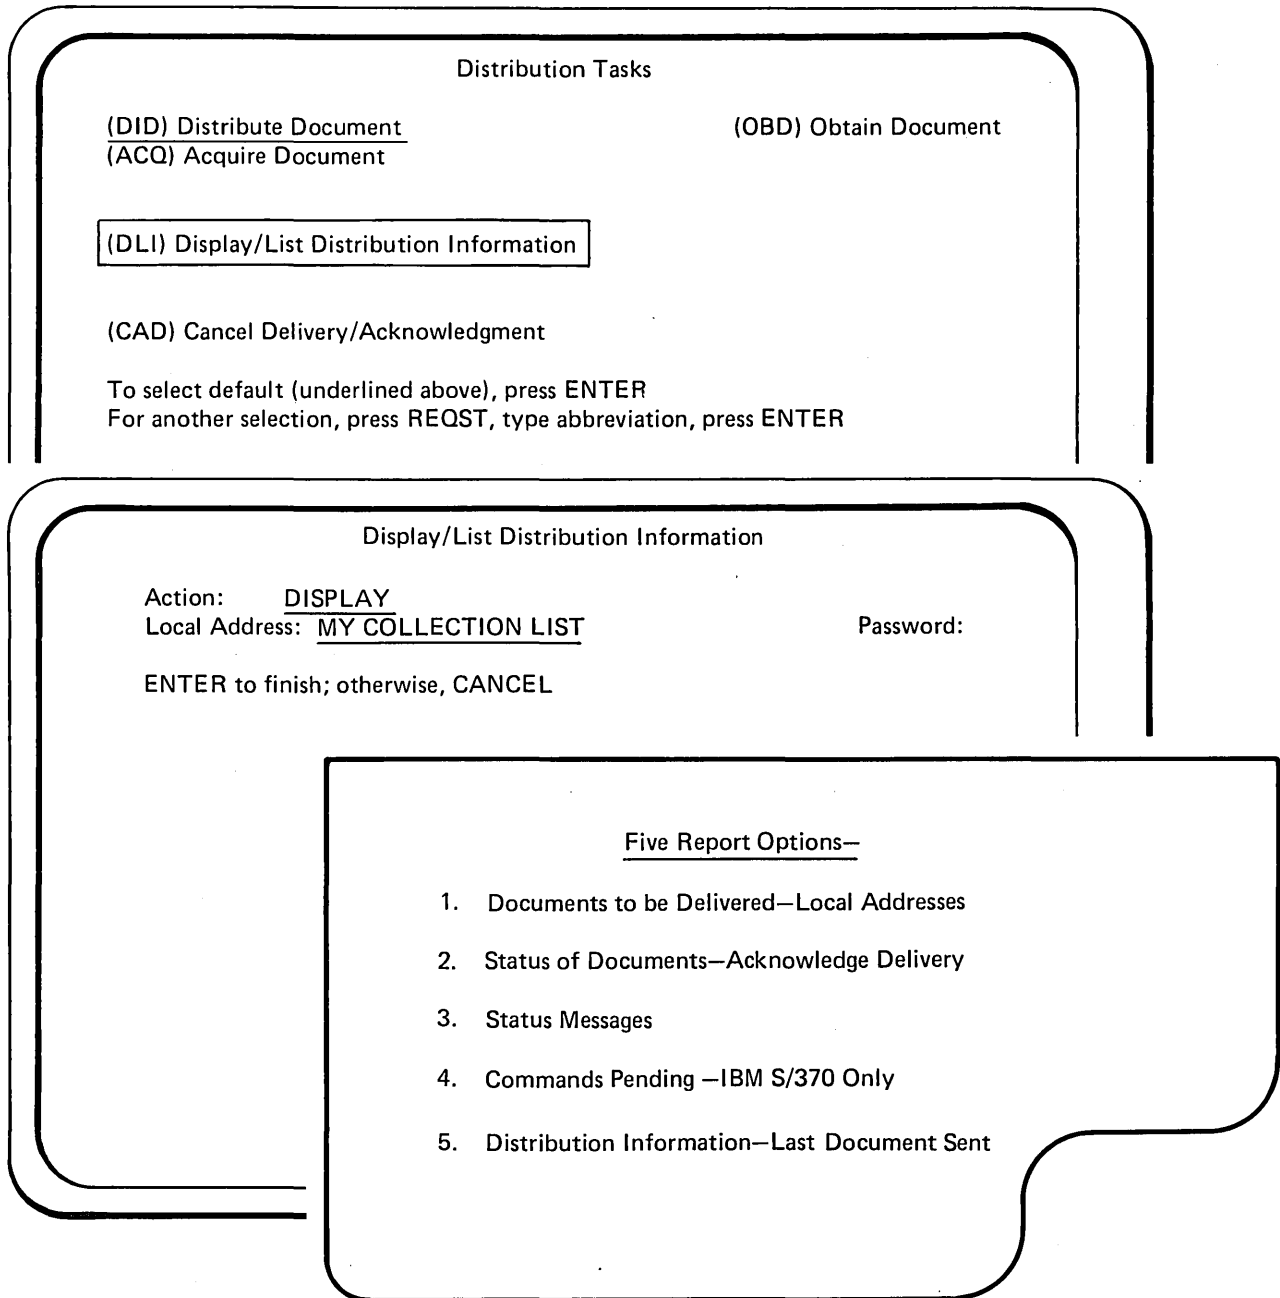 Distribution Tasks
(DID) Distribute Document (OBD) Obtain Document
(ACQ) Acquire Document
(DLI) Display/List Distribution Information
(CAD) Cancel Delivery/Acknowledgment
To select default (underlined above), press ENTER
For another selection, press REQST, type abbreviation, press ENTER
Display/List Distribution Information
Action: DISPLAY
Local Address: MY COLLECTION LIST Password:
ENTER to finish; otherwise, CANCEL
Five Report Options—
1. Documents to be Delivered—Local Addresses
2. Status of Documents—Acknowledge Delivery
3. Status Messages
4. Commands Pending —IBM S/370 Only
5. Distribution Information—Last Document Sent